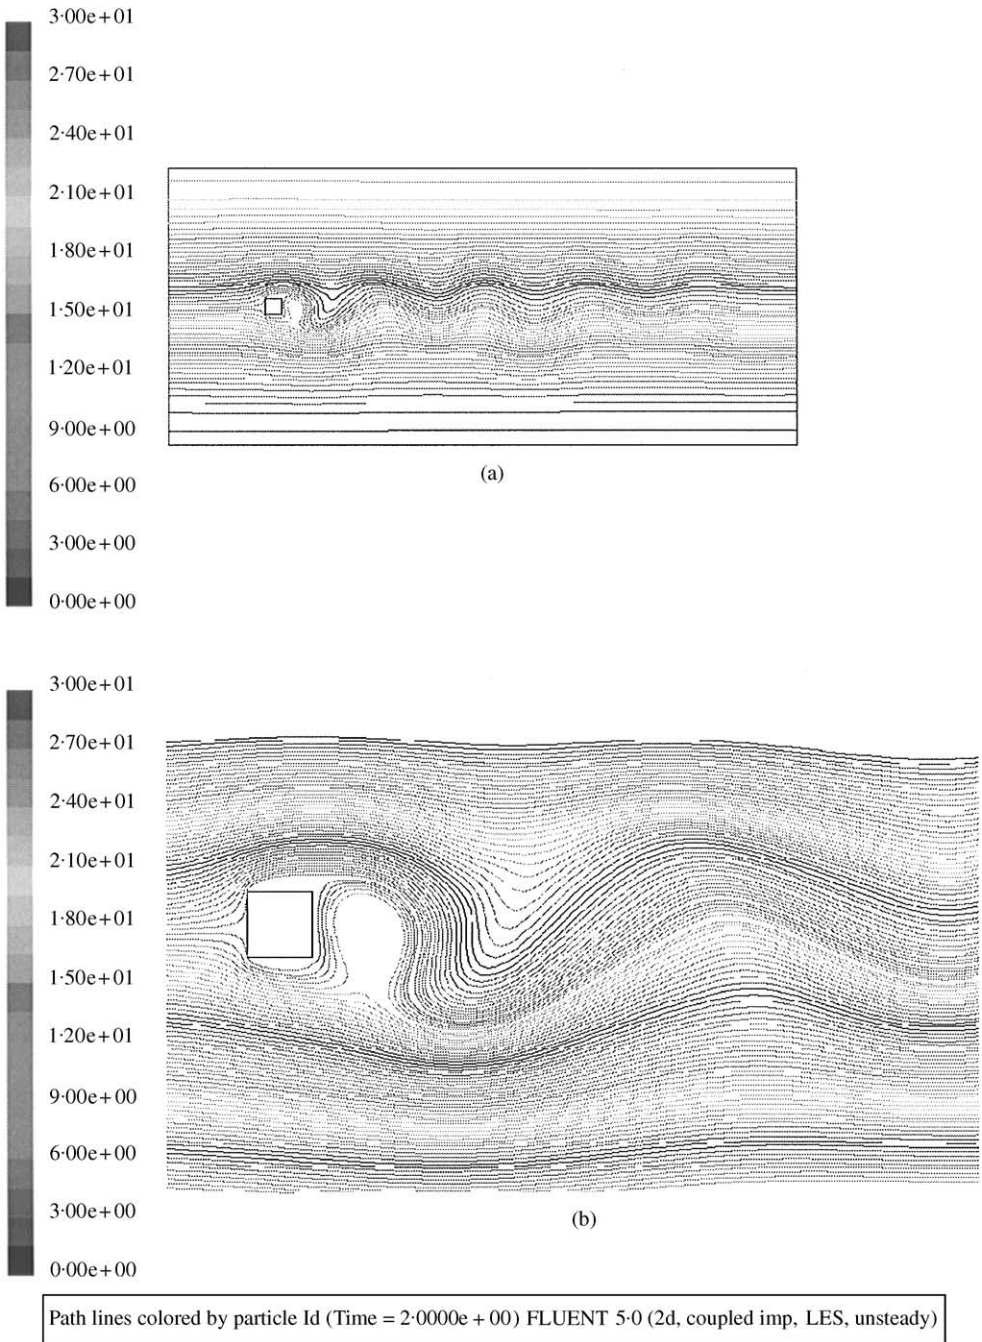 3·00e+01
2·70e+01
2·40e+01
2·10e+01
1·80e+01
1·50e+01
1·20e+01
9·00e+00
6·00e+00
3·00e+00
0·00e+00
(a)
3·00e+01
2·70e+01
2·40e+01
2·10e+01
1·80e+01
1·50e+01
1·20e+01
9·00e+00
6·00e+00
3·00e+00
0·00e+00
(b)
Path lines colored by particle Id (Time = 2·0000e + 00) FLUENT 5·0 (2d, coupled imp, LES, unsteady)